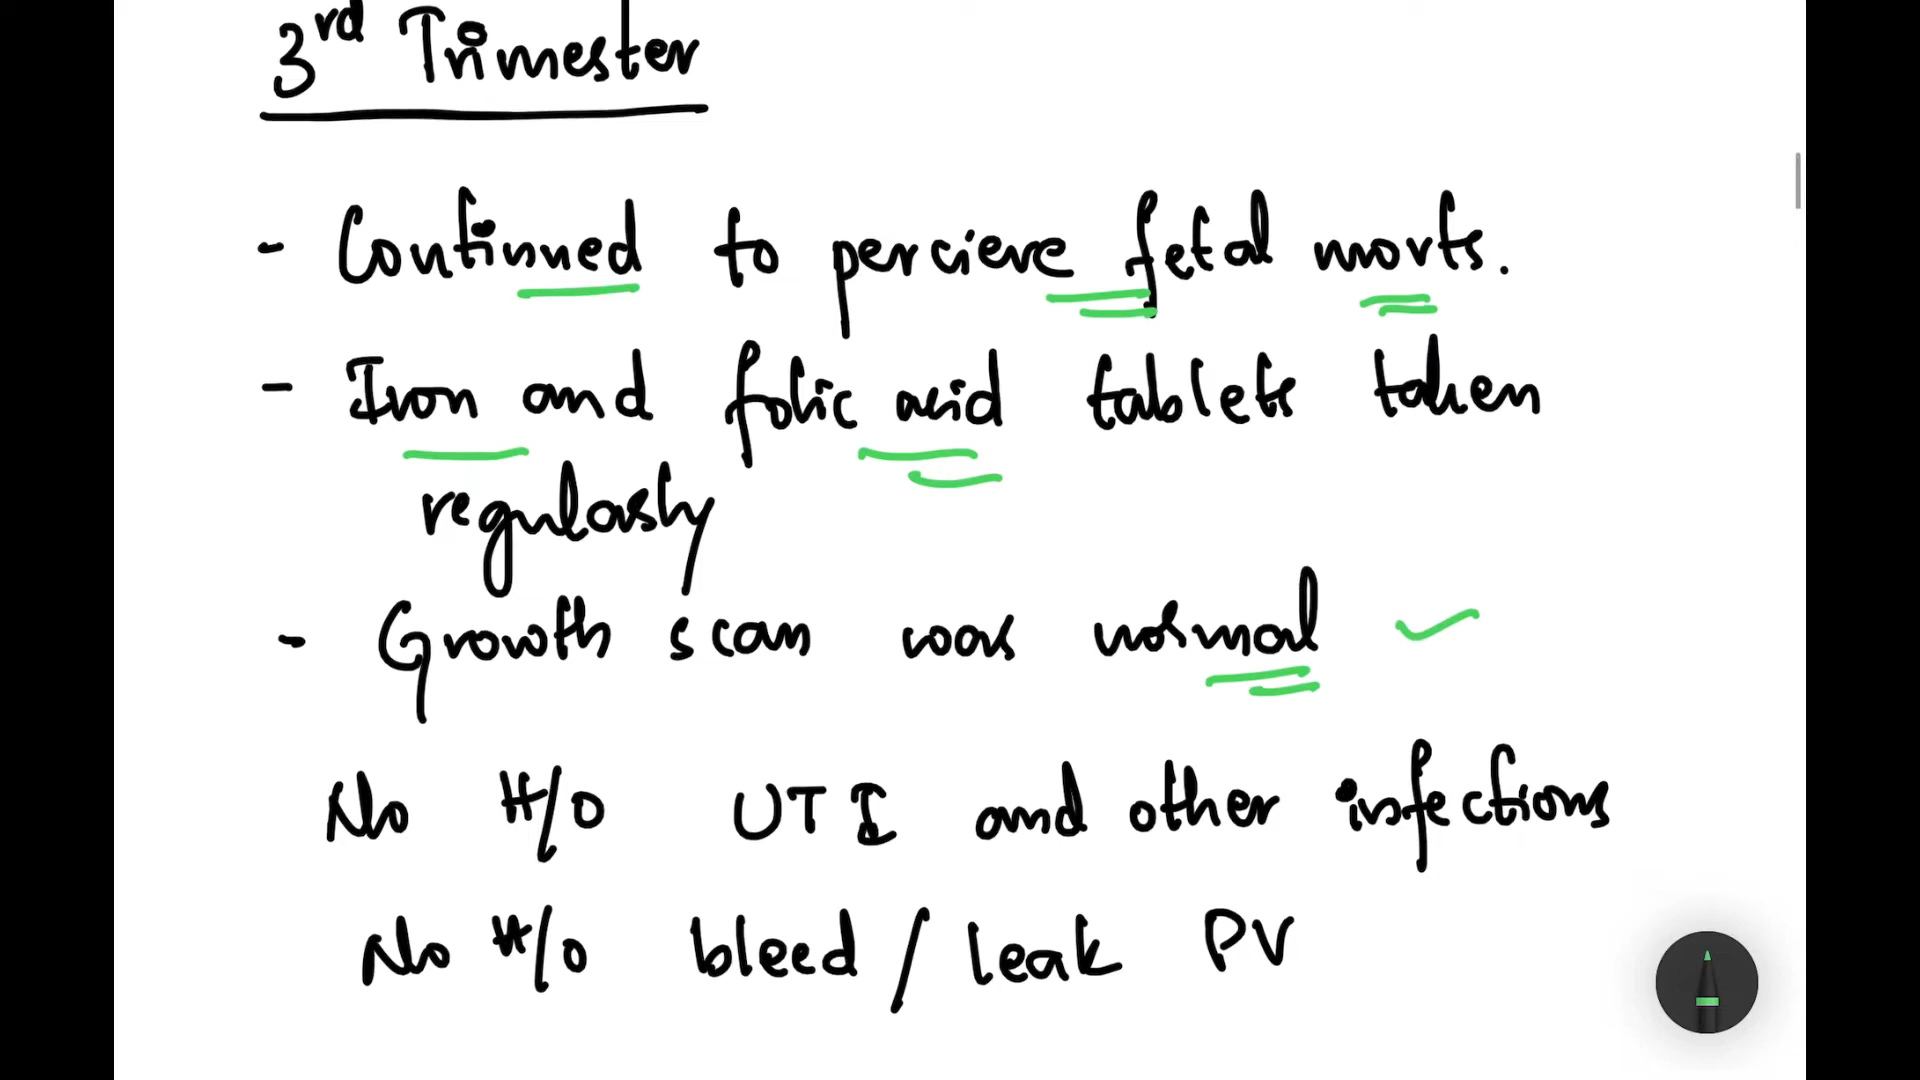 3rd Trimester
- Continued to percieve fetal movts.
- Iron and folic acid tablets taken
regularly
- Growth scan was normal ✓
No H/O UTI and other infections
No H/O bleed / leak PV